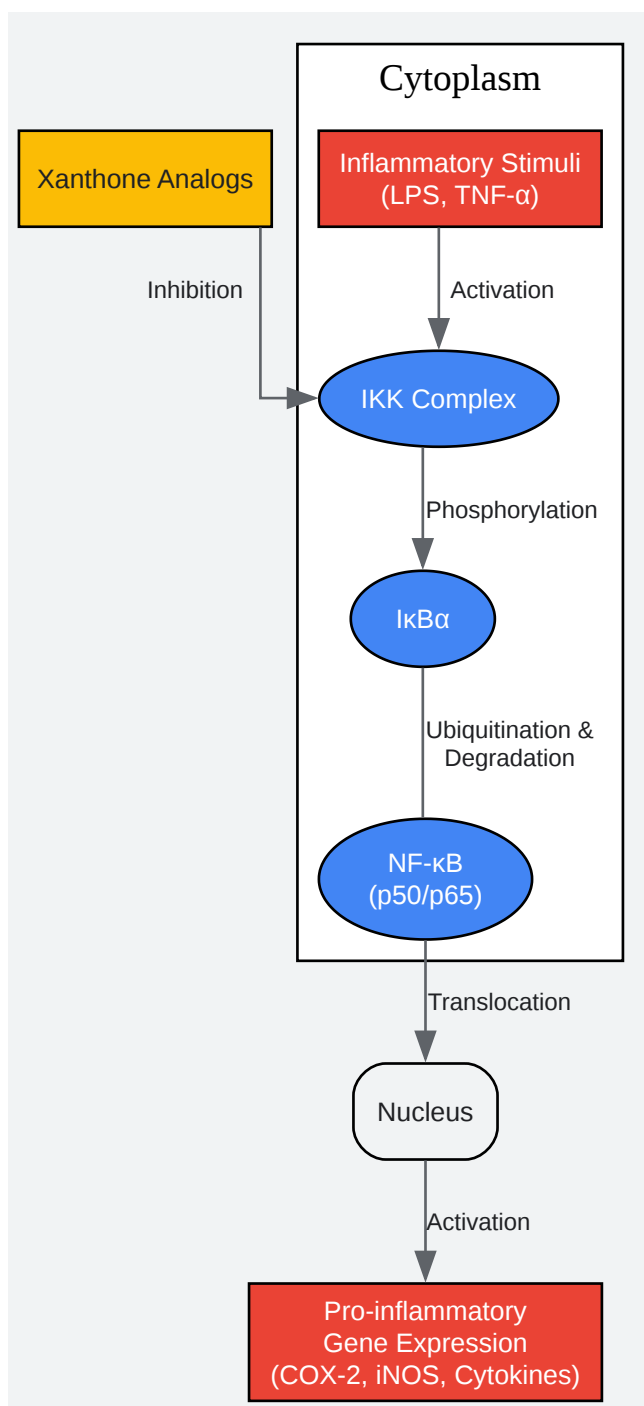 Cytoplasm
Xanthone Analogs
Inflammatory Stimuli
(LPS, TNF-α)
Inhibition
Activation
IKK Complex
Phosphorylation
IκBα
Ubiquitination &
Degradation
NF-κB
(p50/p65)
Translocation
Nucleus
Activation
Pro-inflammatory
Gene Expression
(COX-2, iNOS, Cytokines)